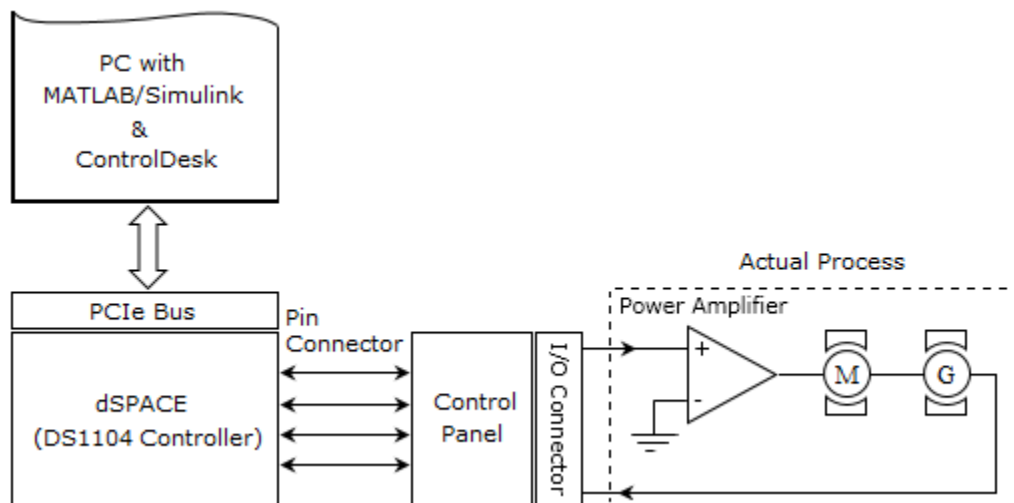 PC with
MATLAB/Simulink
&
ControlDesk
Actual Process
PCIe Bus
Pin
Connector
Power Amplifier
dSPACE
(DS1104 Controller)
Control
Panel
I/O Connector
+
-
M
G